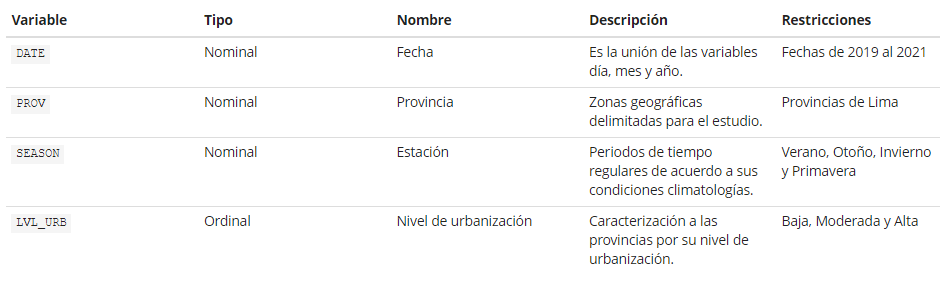 Variable Tipo Nombre Descripción Restricciones
DATE Nominal Fecha Es la unión de las variables Fechas de 2019 al 2021
día, mes y año.
PROV Nominal Provincia Zonas geográficas Provincias de Lima
delimitadas para el estudio.
SEASON Nominal Estación Periodos de tiempo Verano, Otoño, Invierno
regulares de acuerdo a sus y Primavera
condiciones climatologías.
LVL_URB Ordinal Nivel de urbanización Caracterización a las Baja, Moderada y Alta
provincias por su nivel de
urbanización.